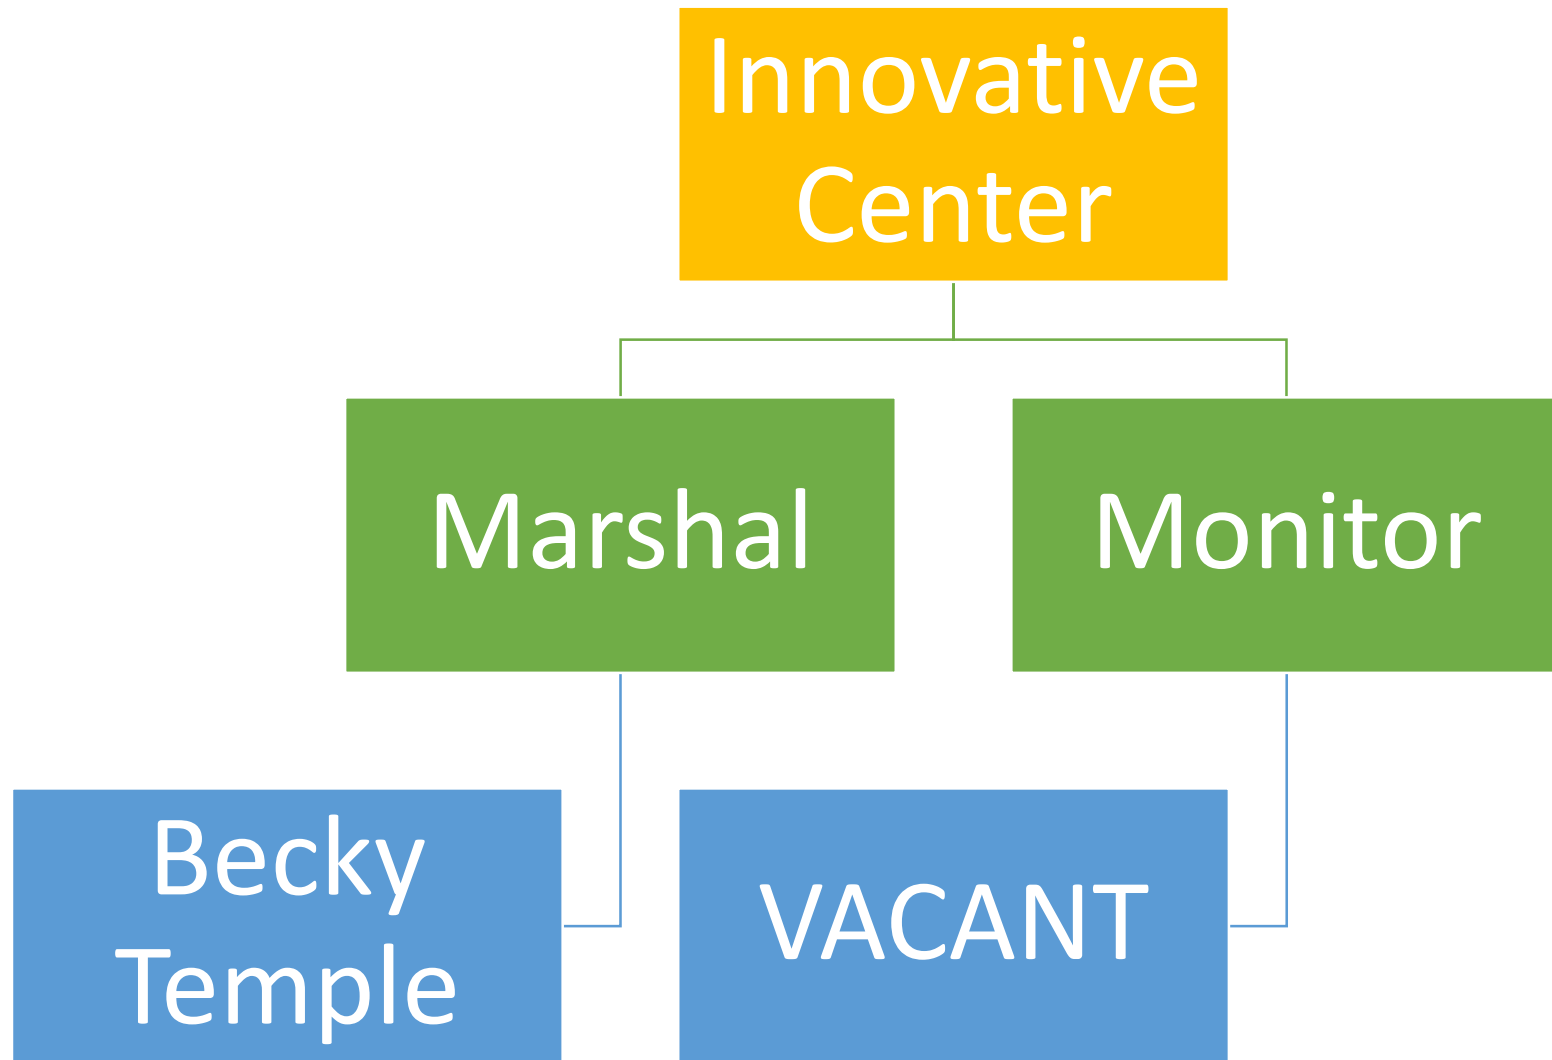 Innovative
Center
Marshal
Monitor
Becky
Temple
VACANT